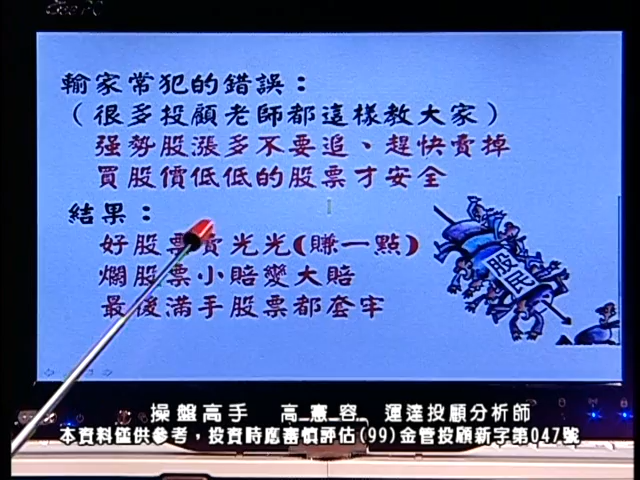 輸家常犯的錯誤：
（很多投顧老師都這樣教大家）
强勢股漲多不要追、趕快賣掉
買股價低低的股票才安全
結果：
好股票賣光光(賺一點)
爛股票小賠變大賠
最後滿手股票都套牢
股民
操盤高手 高憲容 運達投顧分析師
本資料僅供參考，投資時應審慎評估(99)金管投顧新字第047號